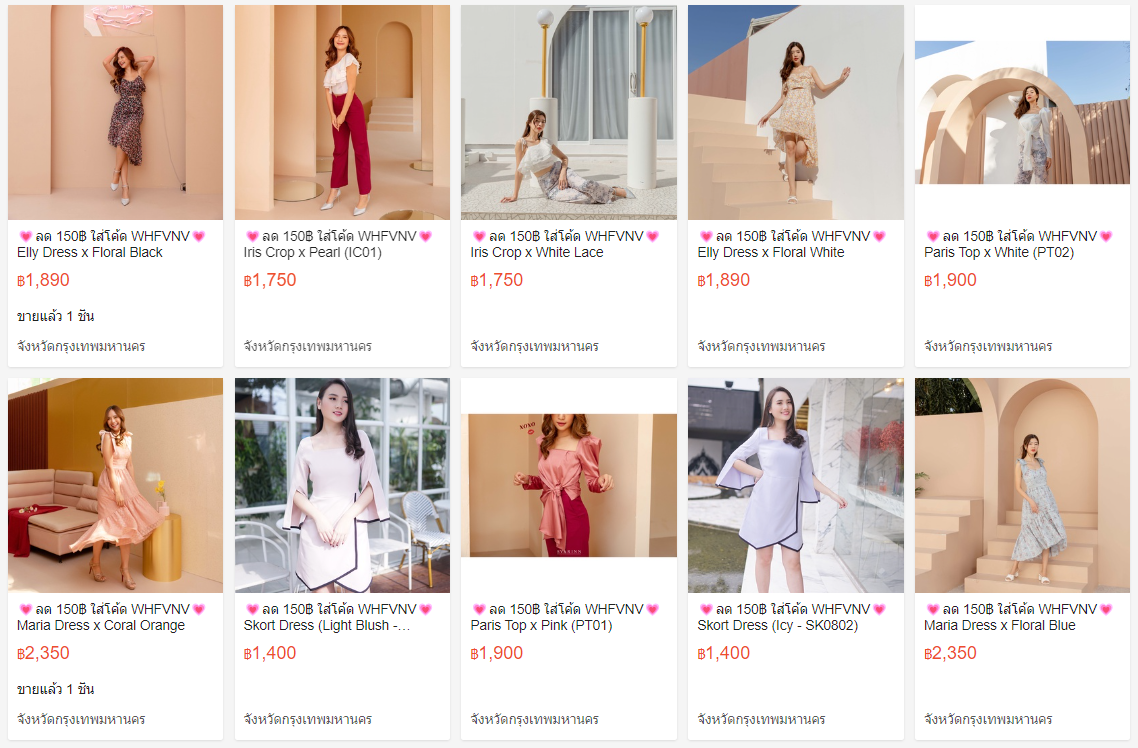 💗ลด 150฿ ใส่โค้ด WHFVNV💗
Elly Dress x Floral Black
฿1,890
ขายแล้ว 1 ชิ้น
จังหวัดกรุงเทพมหานคร
💗ลด 150฿ ใส่โค้ด WHFVNV💗
Iris Crop x Pearl (IC01)
฿1,750
จังหวัดกรุงเทพมหานคร
💗ลด 150฿ ใส่โค้ด WHFVNV💗
Iris Crop x White Lace
฿1,750
จังหวัดกรุงเทพมหานคร
💗ลด 150฿ ใส่โค้ด WHFVNV💗
Elly Dress x Floral White
฿1,890
จังหวัดกรุงเทพมหานคร
💗ลด 150฿ ใส่โค้ด WHFVNV💗
Paris Top x White (PT02)
฿1,900
จังหวัดกรุงเทพมหานคร
💗ลด 150฿ ใส่โค้ด WHFVNV💗
Maria Dress x Coral Orange
฿2,350
ขายแล้ว 1 ชิ้น
จังหวัดกรุงเทพมหานคร
💗ลด 150฿ ใส่โค้ด WHFVNV💗
Skort Dress (Light Blush -...
฿1,400
จังหวัดกรุงเทพมหานคร
XOXO
💗ลด 150฿ ใส่โค้ด WHFVNV💗
Paris Top x Pink (PT01)
฿1,900
จังหวัดกรุงเทพมหานคร
💗ลด 150฿ ใส่โค้ด WHFVNV💗
Skort Dress (Icy - SK0802)
฿1,400
จังหวัดกรุงเทพมหานคร
💗ลด 150฿ ใส่โค้ด WHFVNV💗
Maria Dress x Floral Blue
฿2,350
จังหวัดกรุงเทพมหานคร